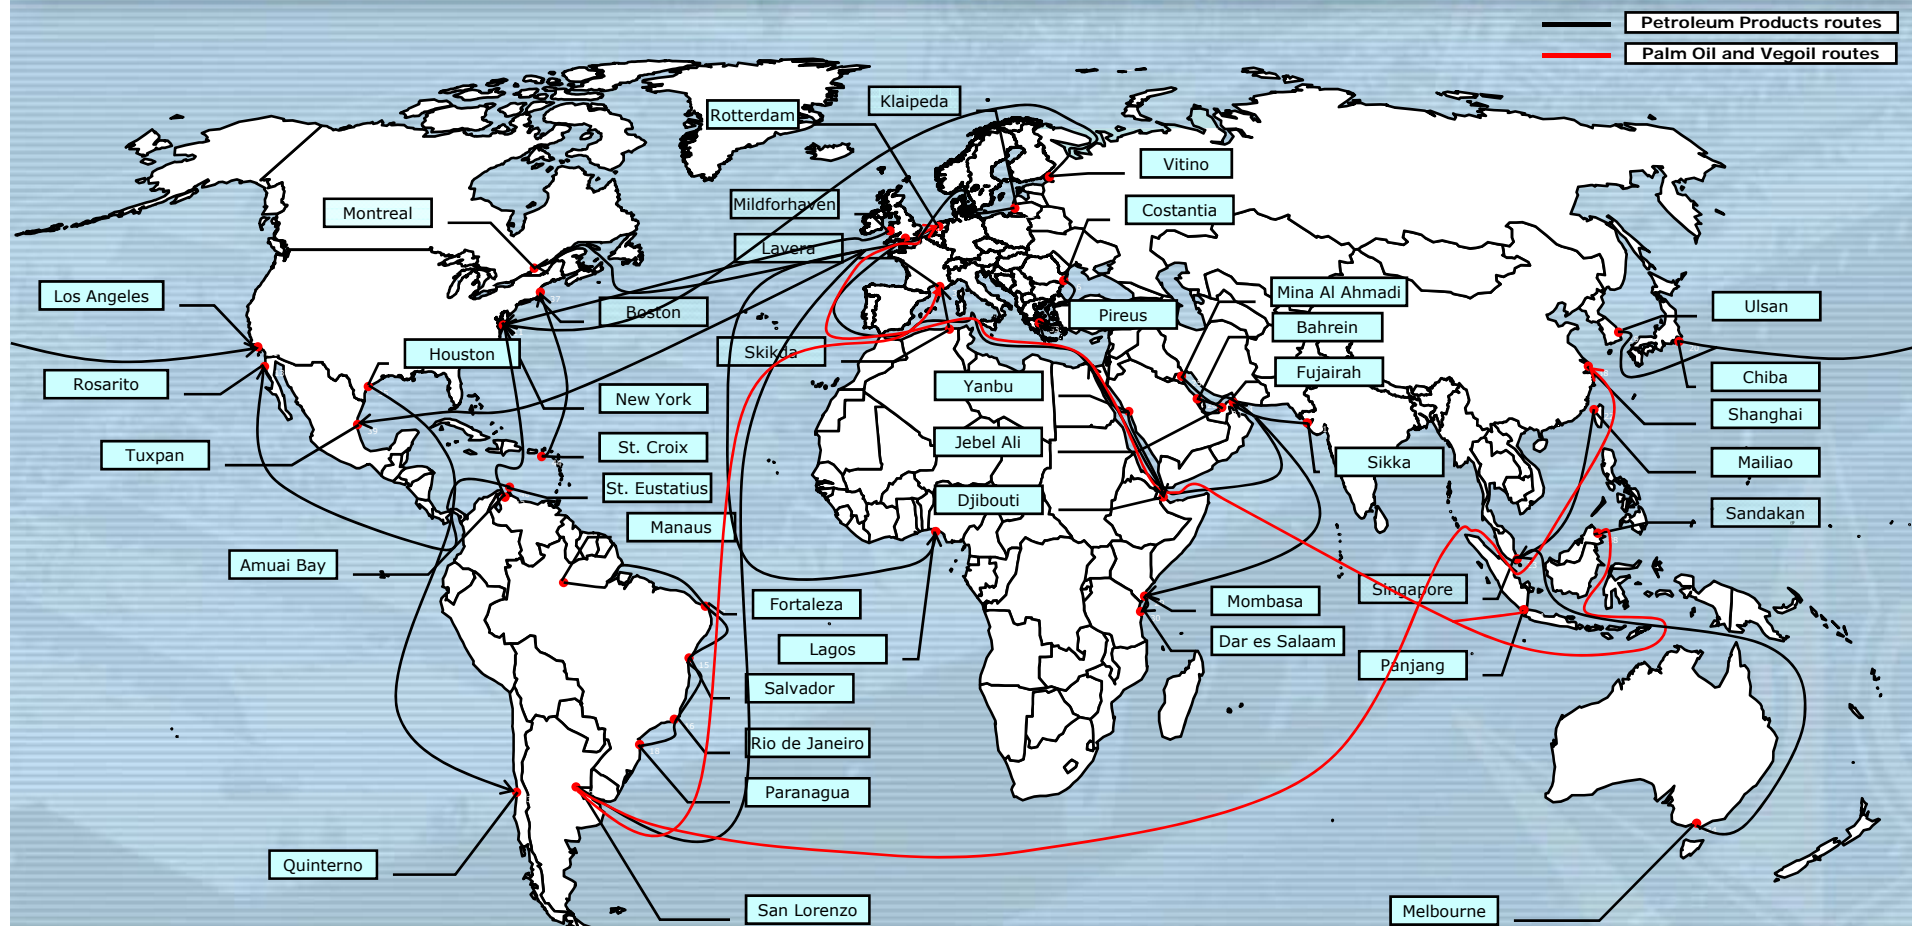 Petroleum Products routes
Palm Oil and Vegoil routes
Klaipeda
Rotterdam
Vitino
Mildforhaven
Costantia
Montreal
Lavera
Los Angeles
Mina Al Ahmadi
Ulsan
Boston
Pireus
Bahrein
Houston
Skikda
Fujairah
Rosarito
Yanbu
Chiba
New York
Shanghai
Tuxpan
St. Croix
Jebel Ali
Sikka
Mailiao
St. Eustatius
Djibouti
Sandakan
Manaus
Amuai Bay
Fortaleza
Mombasa
Singapore
Lagos
Dar es Salaam
Panjang
Salvador
Rio de Janeiro
Paranagua
Quinterno
San Lorenzo
Melbourne